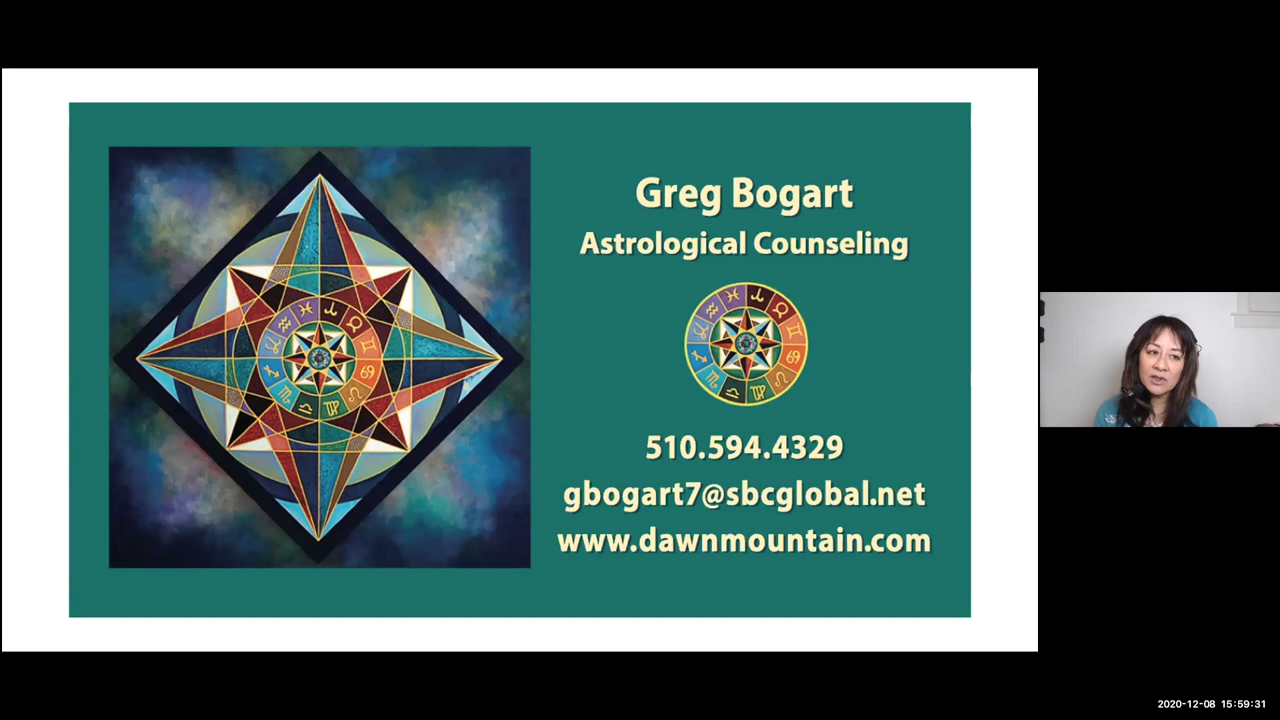 Greg Bogart
Astrological Counseling
510.594.4329
gbogart7@sbcglobal.net
www.dawnmountain.com
2020-12-08 15:59:31